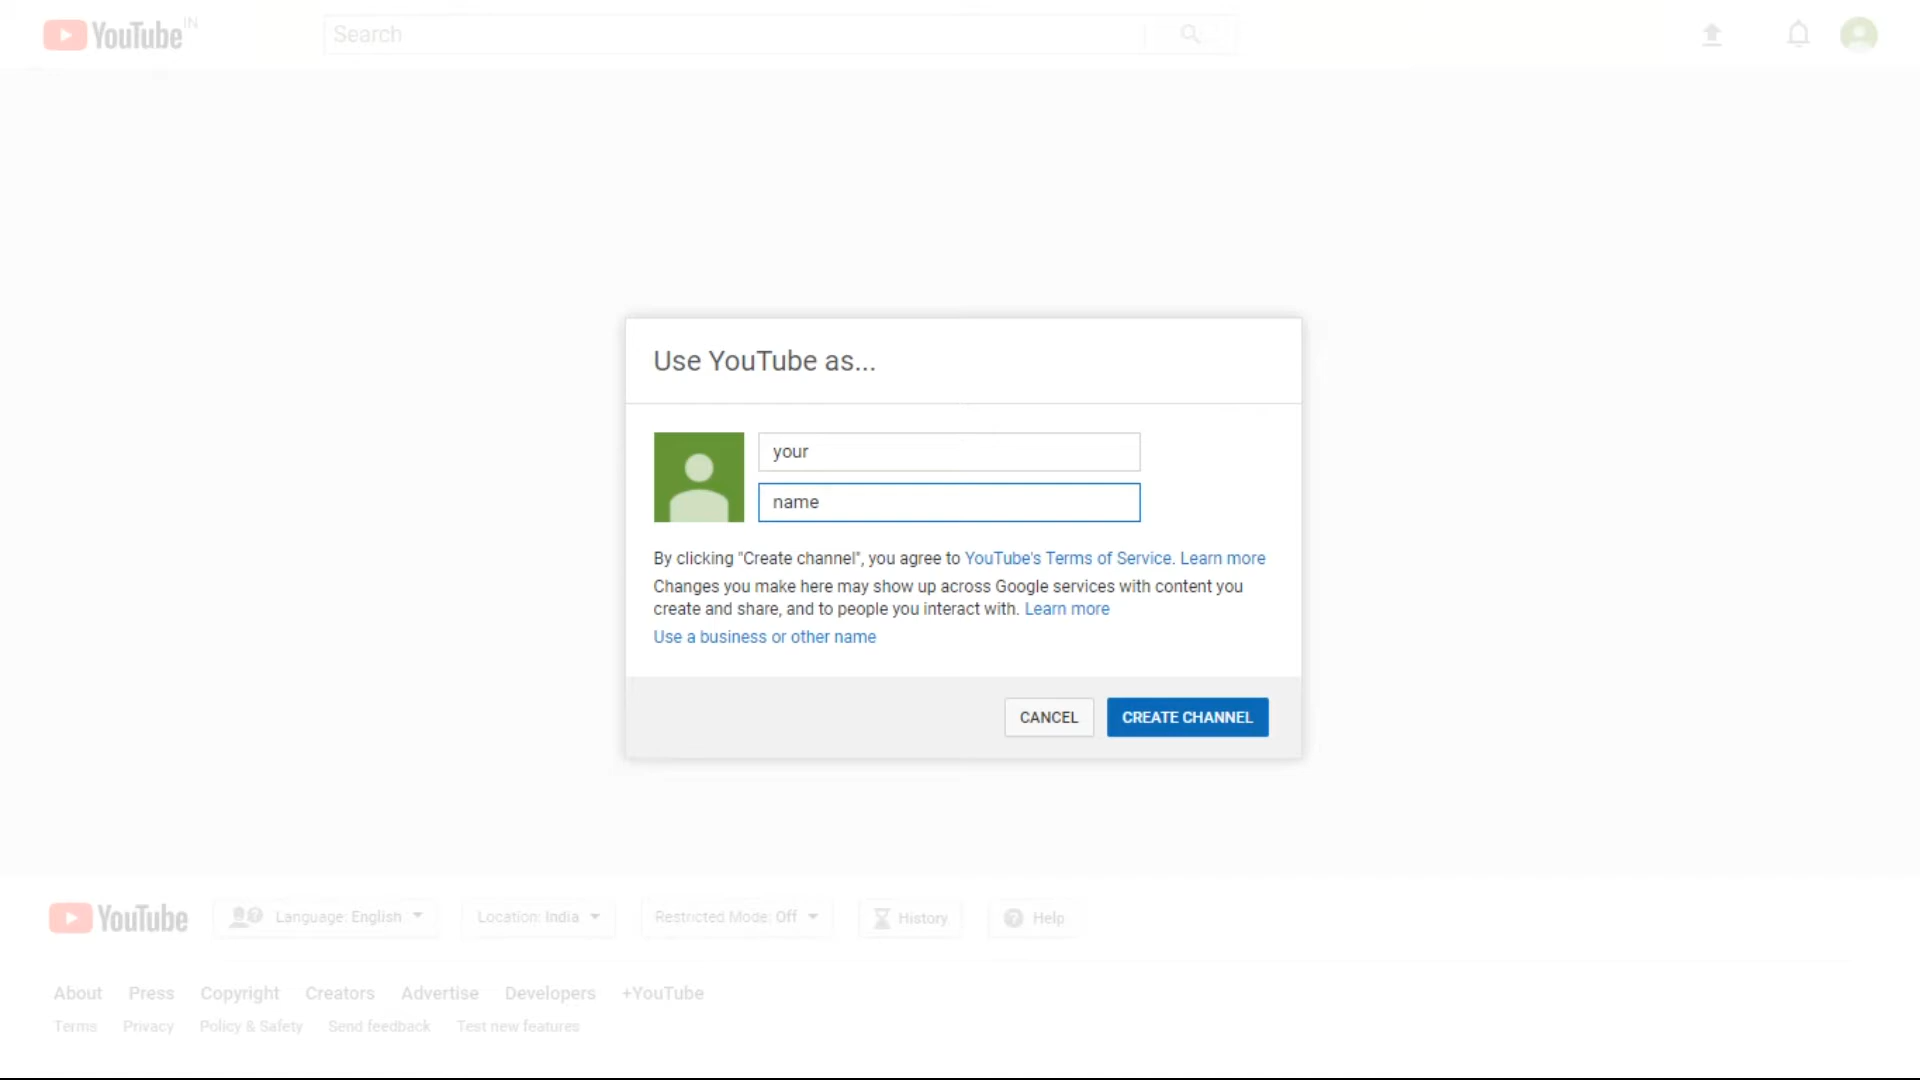 YouTube IN
Search
Use YouTube as...
your
name
By clicking "Create channel", you agree to YouTube's Terms of Service. Learn more
Changes you make here may show up across Google services with content you
create and share, and to people you interact with. Learn more
Use a business or other name
CANCEL
CREATE CHANNEL
YouTube
Language: English
Location: India
Restricted Mode: Off
History
Help
About Press Copyright Creators Advertise Developers +YouTube
Terms Privacy Policy & Safety Send feedback Test new features